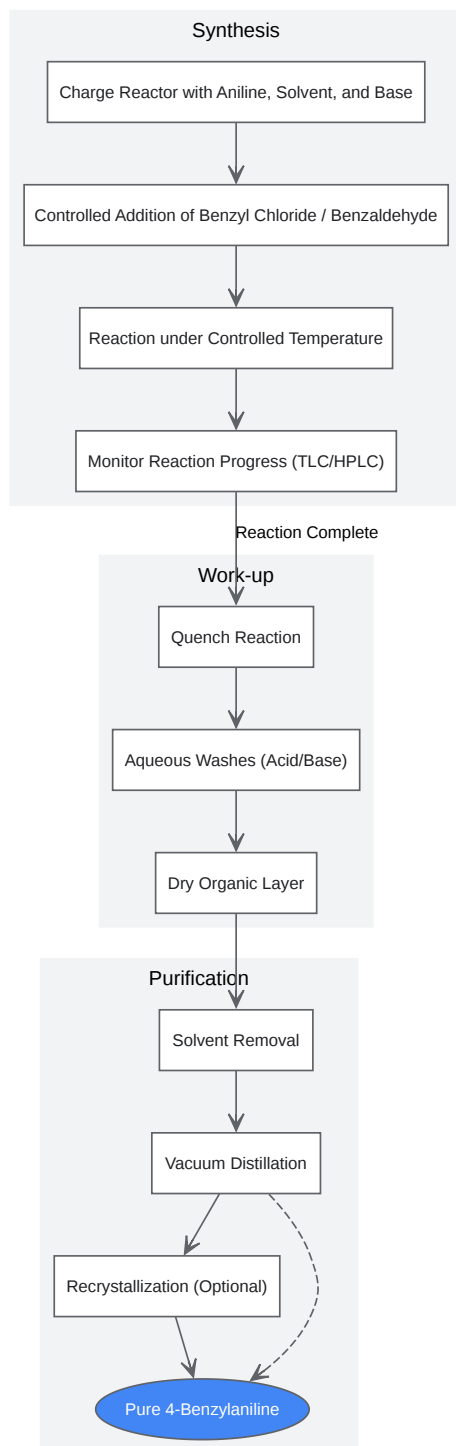 Synthesis
Charge Reactor with Aniline, Solvent, and Base
Controlled Addition of Benzyl Chloride / Benzaldehyde
Reaction under Controlled Temperature
Monitor Reaction Progress (TLC/HPLC)
Reaction Complete
Work-up
Quench Reaction
Aqueous Washes (Acid/Base)
Dry Organic Layer
Purification
Solvent Removal
Vacuum Distillation
Recrystallization (Optional)
Pure 4-Benzylaniline